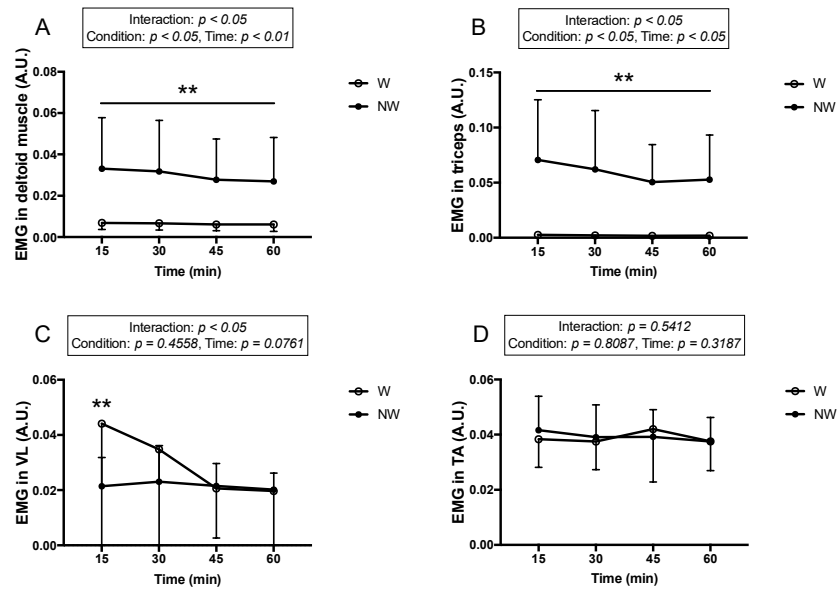 A
Interaction: p < 0.05
Condition: p < 0.05, Time: p < 0.01
EMG in deltoid muscle (A.U.)
0.08
0.06
0.04
0.02
0.00
**
W
NW
15 30 45 60
Time (min)
B
Interaction: p < 0.05
Condition: p < 0.05, Time: p < 0.05
EMG in triceps (A.U.)
0.15
0.10
0.05
0.00
**
W
NW
15 30 45 60
Time (min)
C
Interaction: p < 0.05
Condition: p = 0.4558, Time: p = 0.0761
EMG in VL (A.U.)
0.06
0.04
0.02
0.00
**
W
NW
15 30 45 60
Time (min)
D
Interaction: p = 0.5412
Condition: p = 0.8087, Time: p = 0.3187
EMG in TA (A.U.)
0.06
0.04
0.02
0.00
W
NW
15 30 45 60
Time (min)